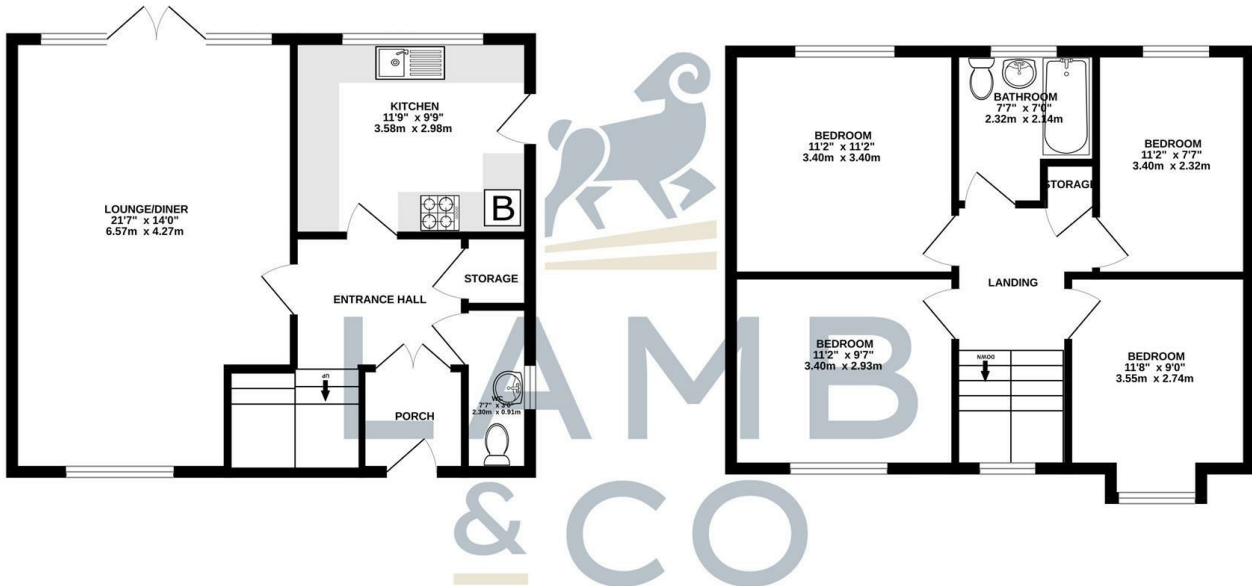 LOUNGE/DINER
21'7" x 14'0"
6.57m x 4.27m
KITCHEN
11'9" x 9'9"
3.58m x 2.98m
B
STORAGE
ENTRANCE HALL
UP
PORCH
WC
7'7" x 3'0"
2.30m x 0.91m
BEDROOM
11'2" x 11'2"
3.40m x 3.40m
BATHROOM
7'7" x 7'0"
2.32m x 2.14m
BEDROOM
11'2" x 7'7"
3.40m x 2.32m
STORAGE
LANDING
BEDROOM
11'2" x 9'7"
3.40m x 2.93m
DOWN
BEDROOM
11'8" x 9'0"
3.55m x 2.74m
LAMB
& CO